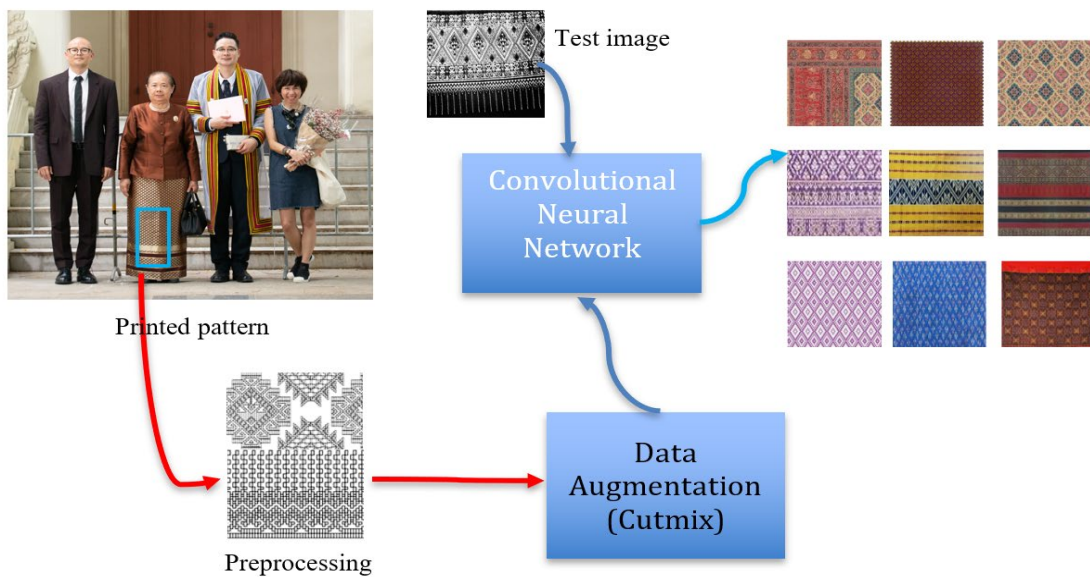 Test image
Convolutional
Neural
Network
Printed pattern
Data
Augmentation
(Cutmix)
Preprocessing